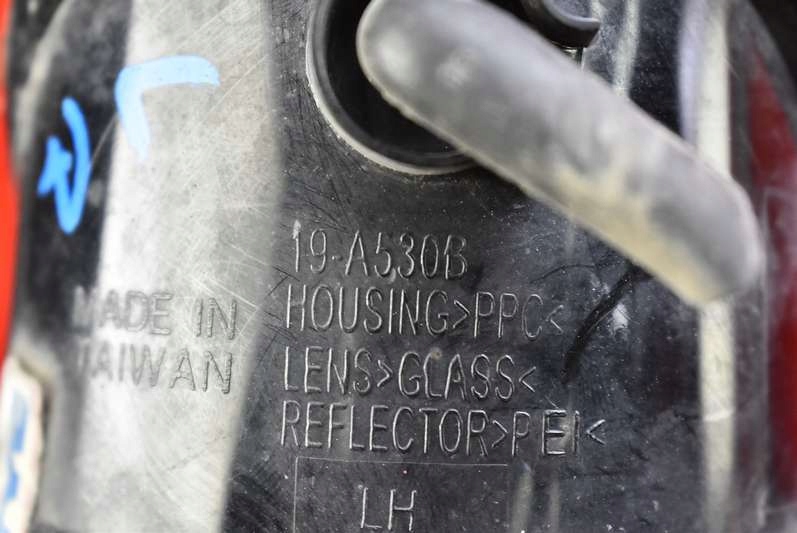 19-A530B
MADE IN
TAIWAN
HOUSING>PPC<
LENS>GLASS<
REFLECTOR>PEI<
LH